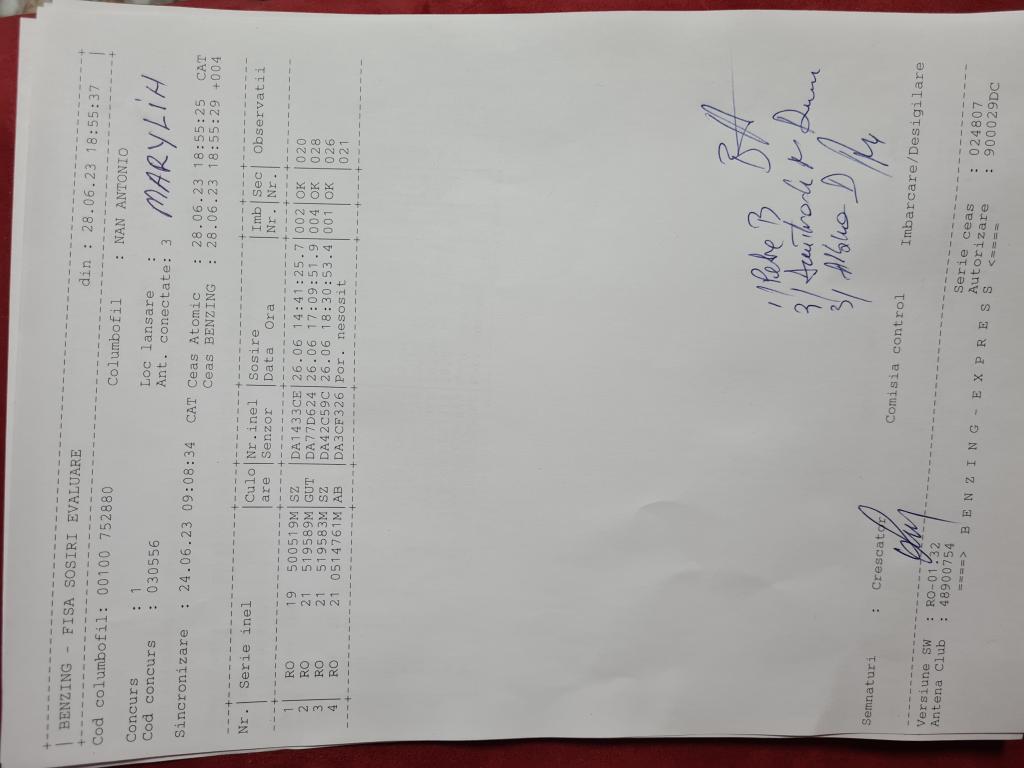 BENZING - FISA SOSIRI EVALUARE din : 28.06.23 18:55:37
Cod columbofil: 00100 752880 Columbofil : NAN ANTONIO
Concurs : 1 Loc lansare : MARYLIH
Cod concurs : 030556 Ant. conectate: 3
Sincronizare : 24.06.23 09:08:34 CAT Ceas Atomic : 28.06.23 18:55:25 CAT
Ceas BENZING : 28.06.23 18:55:29 +004
Nr.| Serie inel |Culo|Nr.inel |Sosire |Imb|Sec| Observatii
|are |Senzor |Data Ora |Nr.|Nr.|
1 | RO 19 500519M|SZ |DA1433CE|26.06 14:41:25.7|002|OK |020
2 | RO 21 519589M|GUT |DA77D624|26.06 17:09:51.9|004|OK |028
3 | RO 21 519583M|SZ |DA42C59C|26.06 18:30:53.4|001|OK |026
4 | RO 21 0514761M|AB |DA3CF326|Por. nesosit | | |021
1/ Rebe B
3/ D
Semnaturi : Crescator Comisia control Imbarcare/Desigilare
Versiune SW : RO-01.32 Serie ceas : 024807
Antena club : 48900754 Autorizare : 900029DC
====> B E N Z I N G - E X P R E S S <====